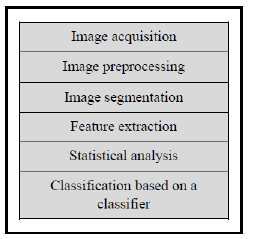 Image acquisition
Image preprocessing
Image segmentation
Feature extraction
Statistical analysis
Classification based on a
classifier